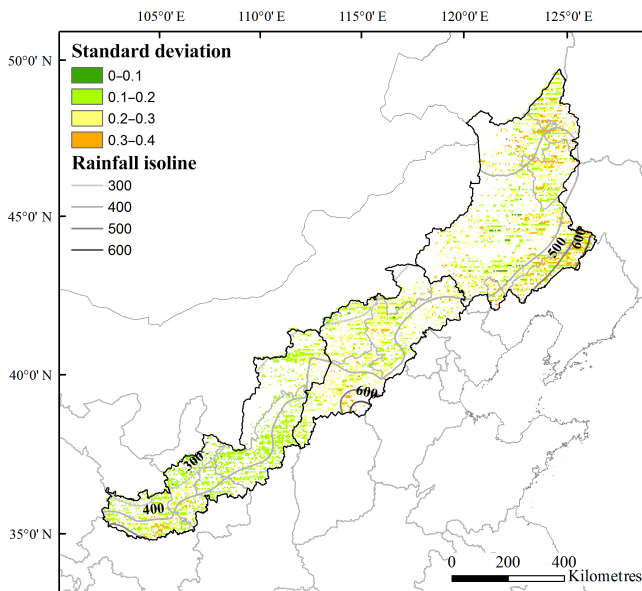 105°0' E 110°0' E 115°0' E 120°0' E 125°0' E
50°0' N
Standard deviation
0–0.1
0.1–0.2
0.2–0.3
0.3–0.4
Rainfall isoline
300
400
500
600
45°0' N
500
600
40°0' N
600
300
400
35°0' N
0 200 400
Kilometres